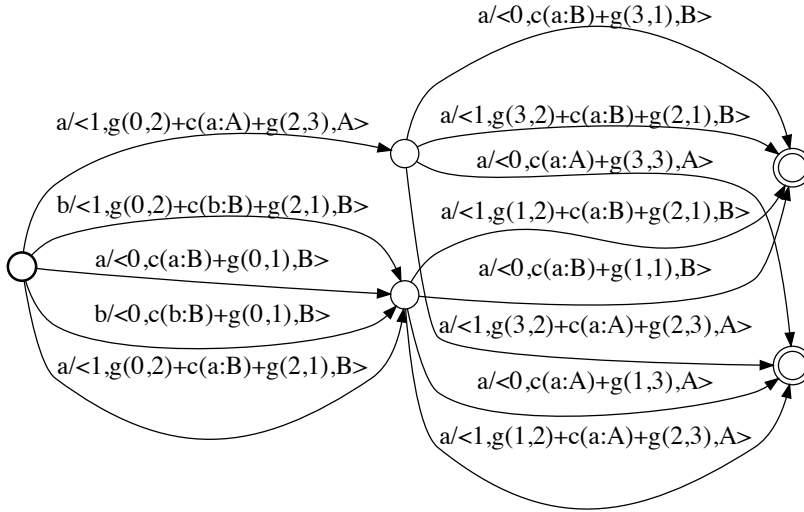 a/<0,c(a:B)+g(3,1),B>
a/<1,g(0,2)+c(a:A)+g(2,3),A>
a/<1,g(3,2)+c(a:B)+g(2,1),B>
a/<0,c(a:A)+g(3,3),A>
b/<1,g(0,2)+c(b:B)+g(2,1),B>
a/<1,g(1,2)+c(a:B)+g(2,1),B>
a/<0,c(a:B)+g(0,1),B>
a/<0,c(a:B)+g(1,1),B>
b/<0,c(b:B)+g(0,1),B>
a/<1,g(3,2)+c(a:A)+g(2,3),A>
a/<1,g(0,2)+c(a:B)+g(2,1),B>
a/<0,c(a:A)+g(1,3),A>
a/<1,g(1,2)+c(a:A)+g(2,3),A>